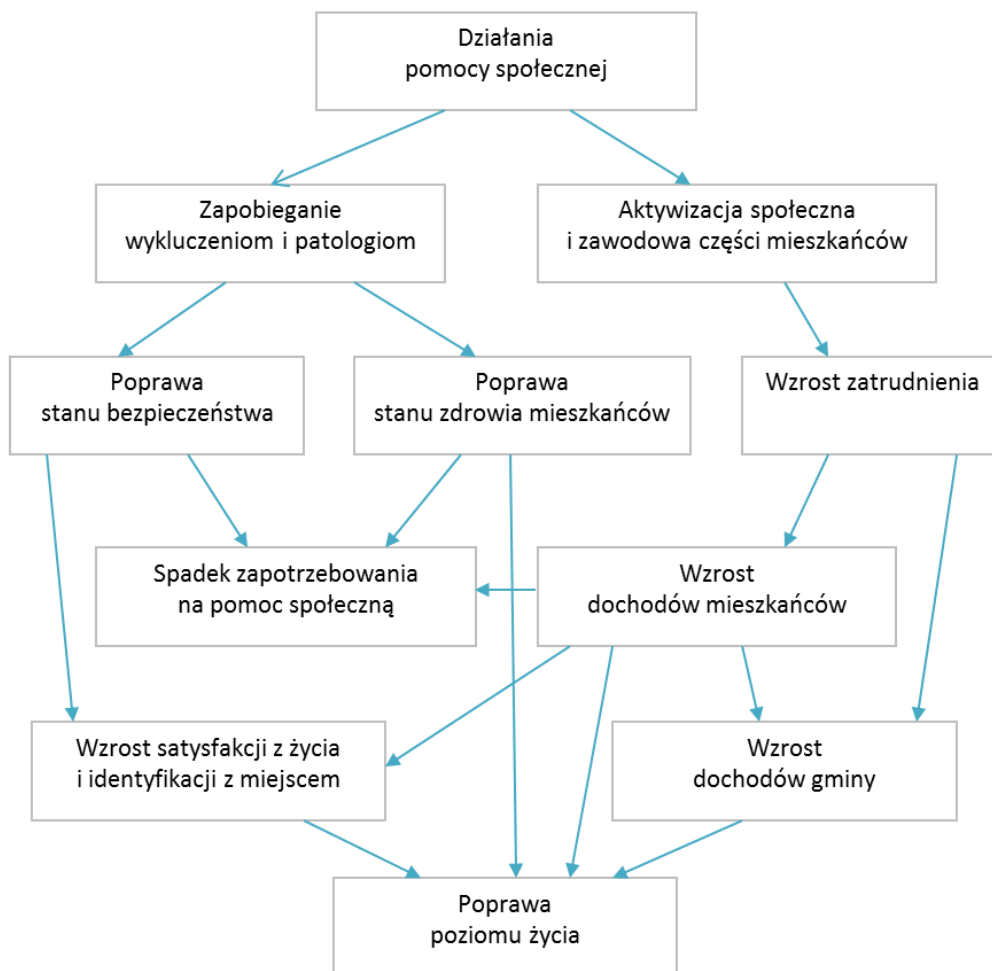 Działania
pomocy społecznej
Zapobieganie
wykluczeniom i patologiom
Aktywizacja społeczna
i zawodowa części mieszkańców
Poprawa
stanu bezpieczeństwa
Poprawa
stanu zdrowia mieszkańców
Wzrost zatrudnienia
Spadek zapotrzebowania
na pomoc społeczną
Wzrost
dochodów mieszkańców
Wzrost satysfakcji z życia
i identyfikacji z miejscem
Wzrost
dochodów gminy
Poprawa
poziomu życia